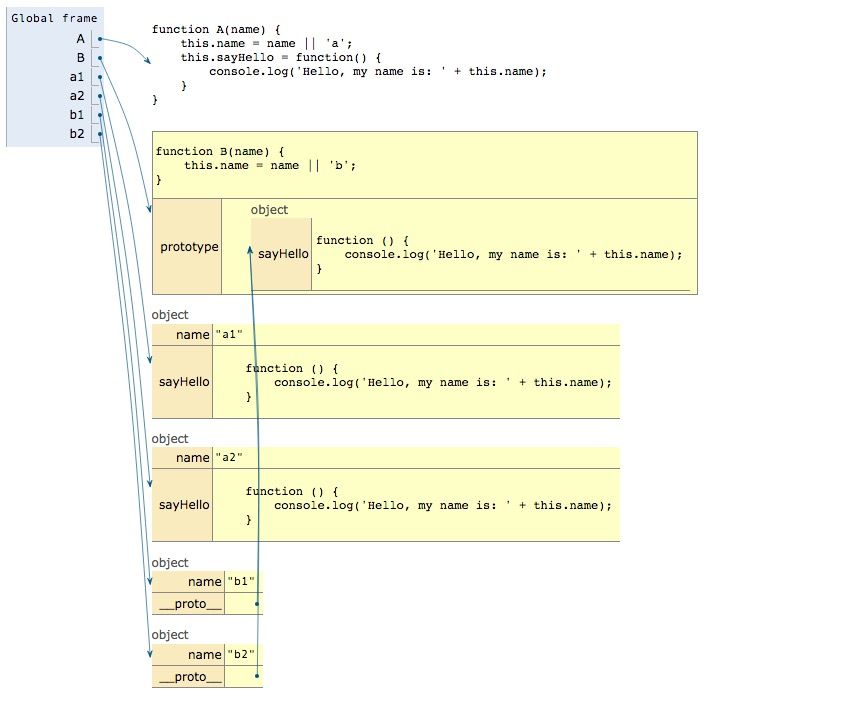 Global frame
A
B
a1
a2
b1
b2
function A(name) {
    this.name = name || 'a';
    this.sayHello = function() {
        console.log('Hello, my name is: ' + this.name);
    }
}
function B(name) {
    this.name = name || 'b';
}
prototype
object
sayHello
function () {
    console.log('Hello, my name is: ' + this.name);
}
object
name "a1"
sayHello
function () {
    console.log('Hello, my name is: ' + this.name);
}
object
name "a2"
sayHello
function () {
    console.log('Hello, my name is: ' + this.name);
}
object
name "b1"
__proto__
object
name "b2"
__proto__